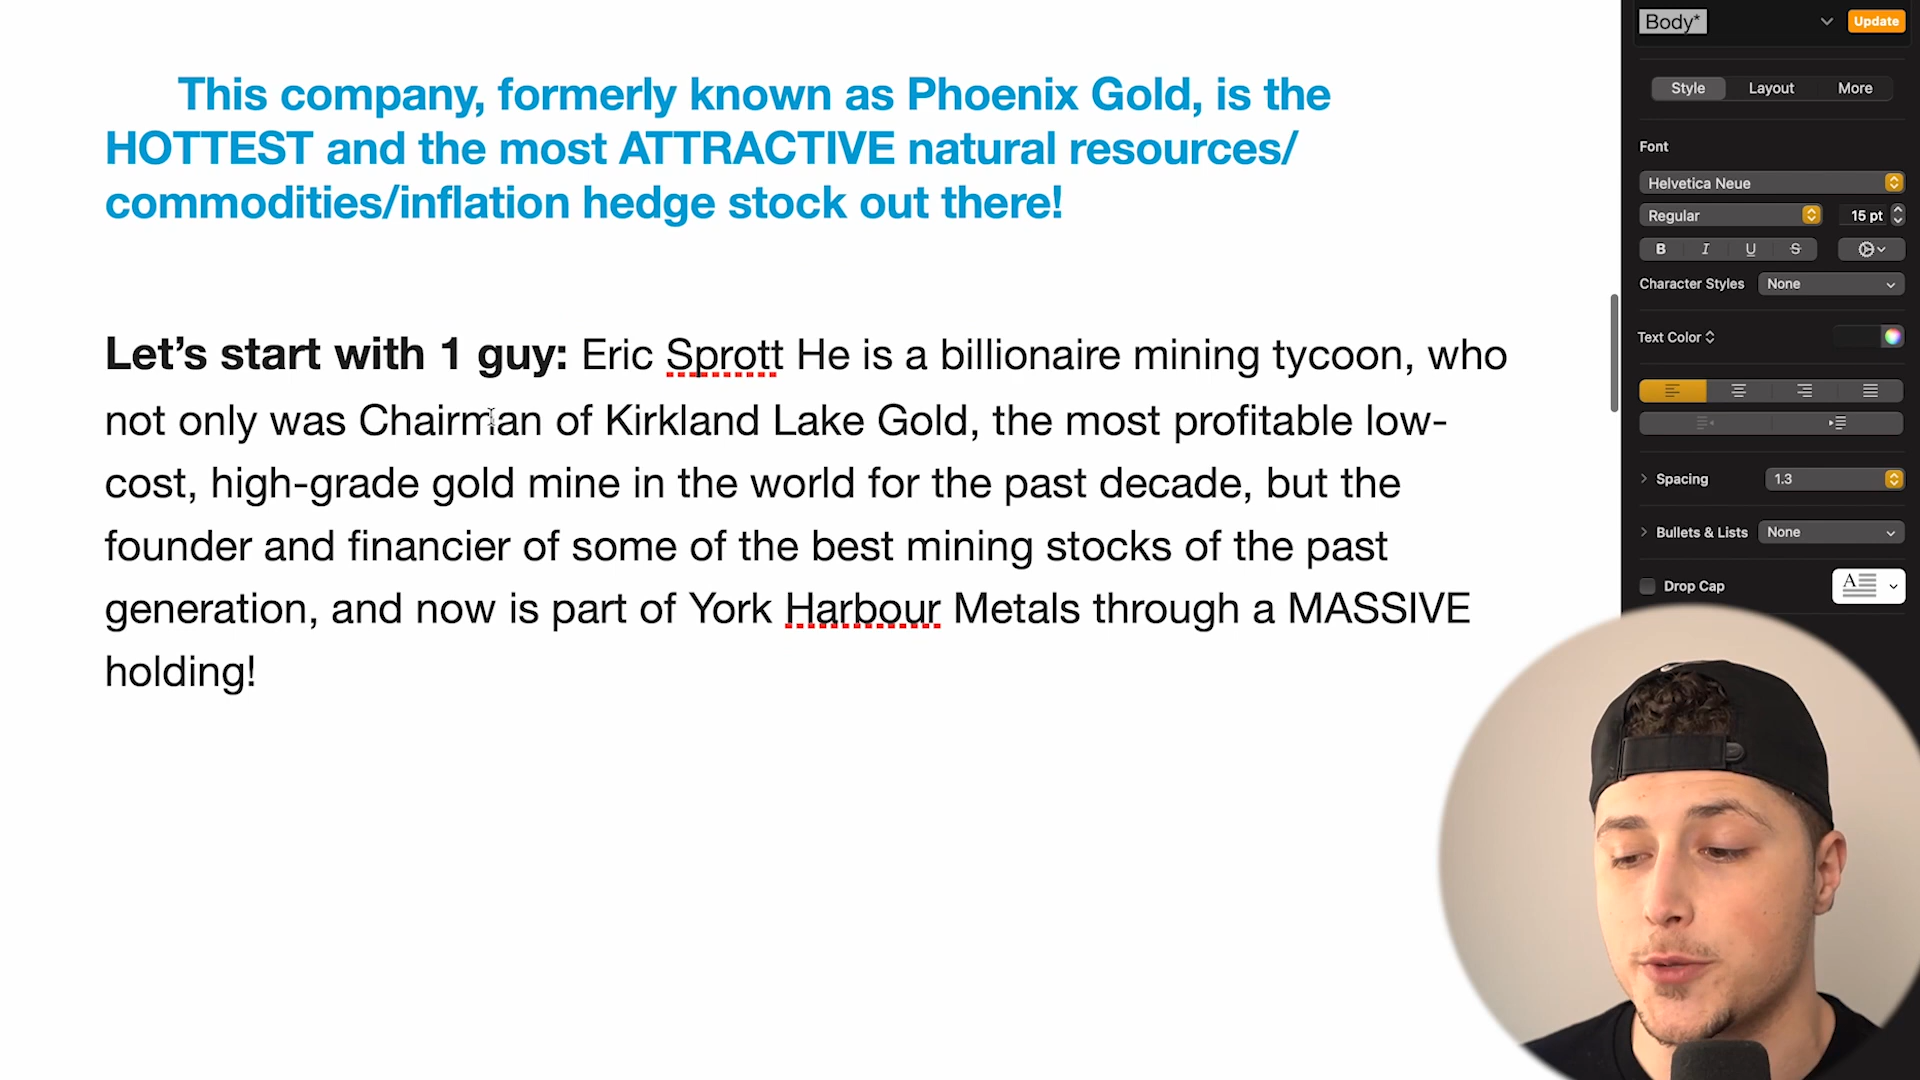 This company, formerly known as Phoenix Gold, is the
HOTTEST and the most ATTRACTIVE natural resources/
commodities/inflation hedge stock out there!
Let's start with 1 guy: Eric Sprott He is a billionaire mining tycoon, who
not only was Chairman of Kirkland Lake Gold, the most profitable low-
cost, high-grade gold mine in the world for the past decade, but the
founder and financier of some of the best mining stocks of the past
generation, and now is part of York Harbour Metals through a MASSIVE
holding!
Body*
Update
Style Layout More
Font
Helvetica Neue
Regular 15 pt
B I U S
Character Styles None
Text Color
Spacing 1.3
Bullets & Lists None
Drop Cap A